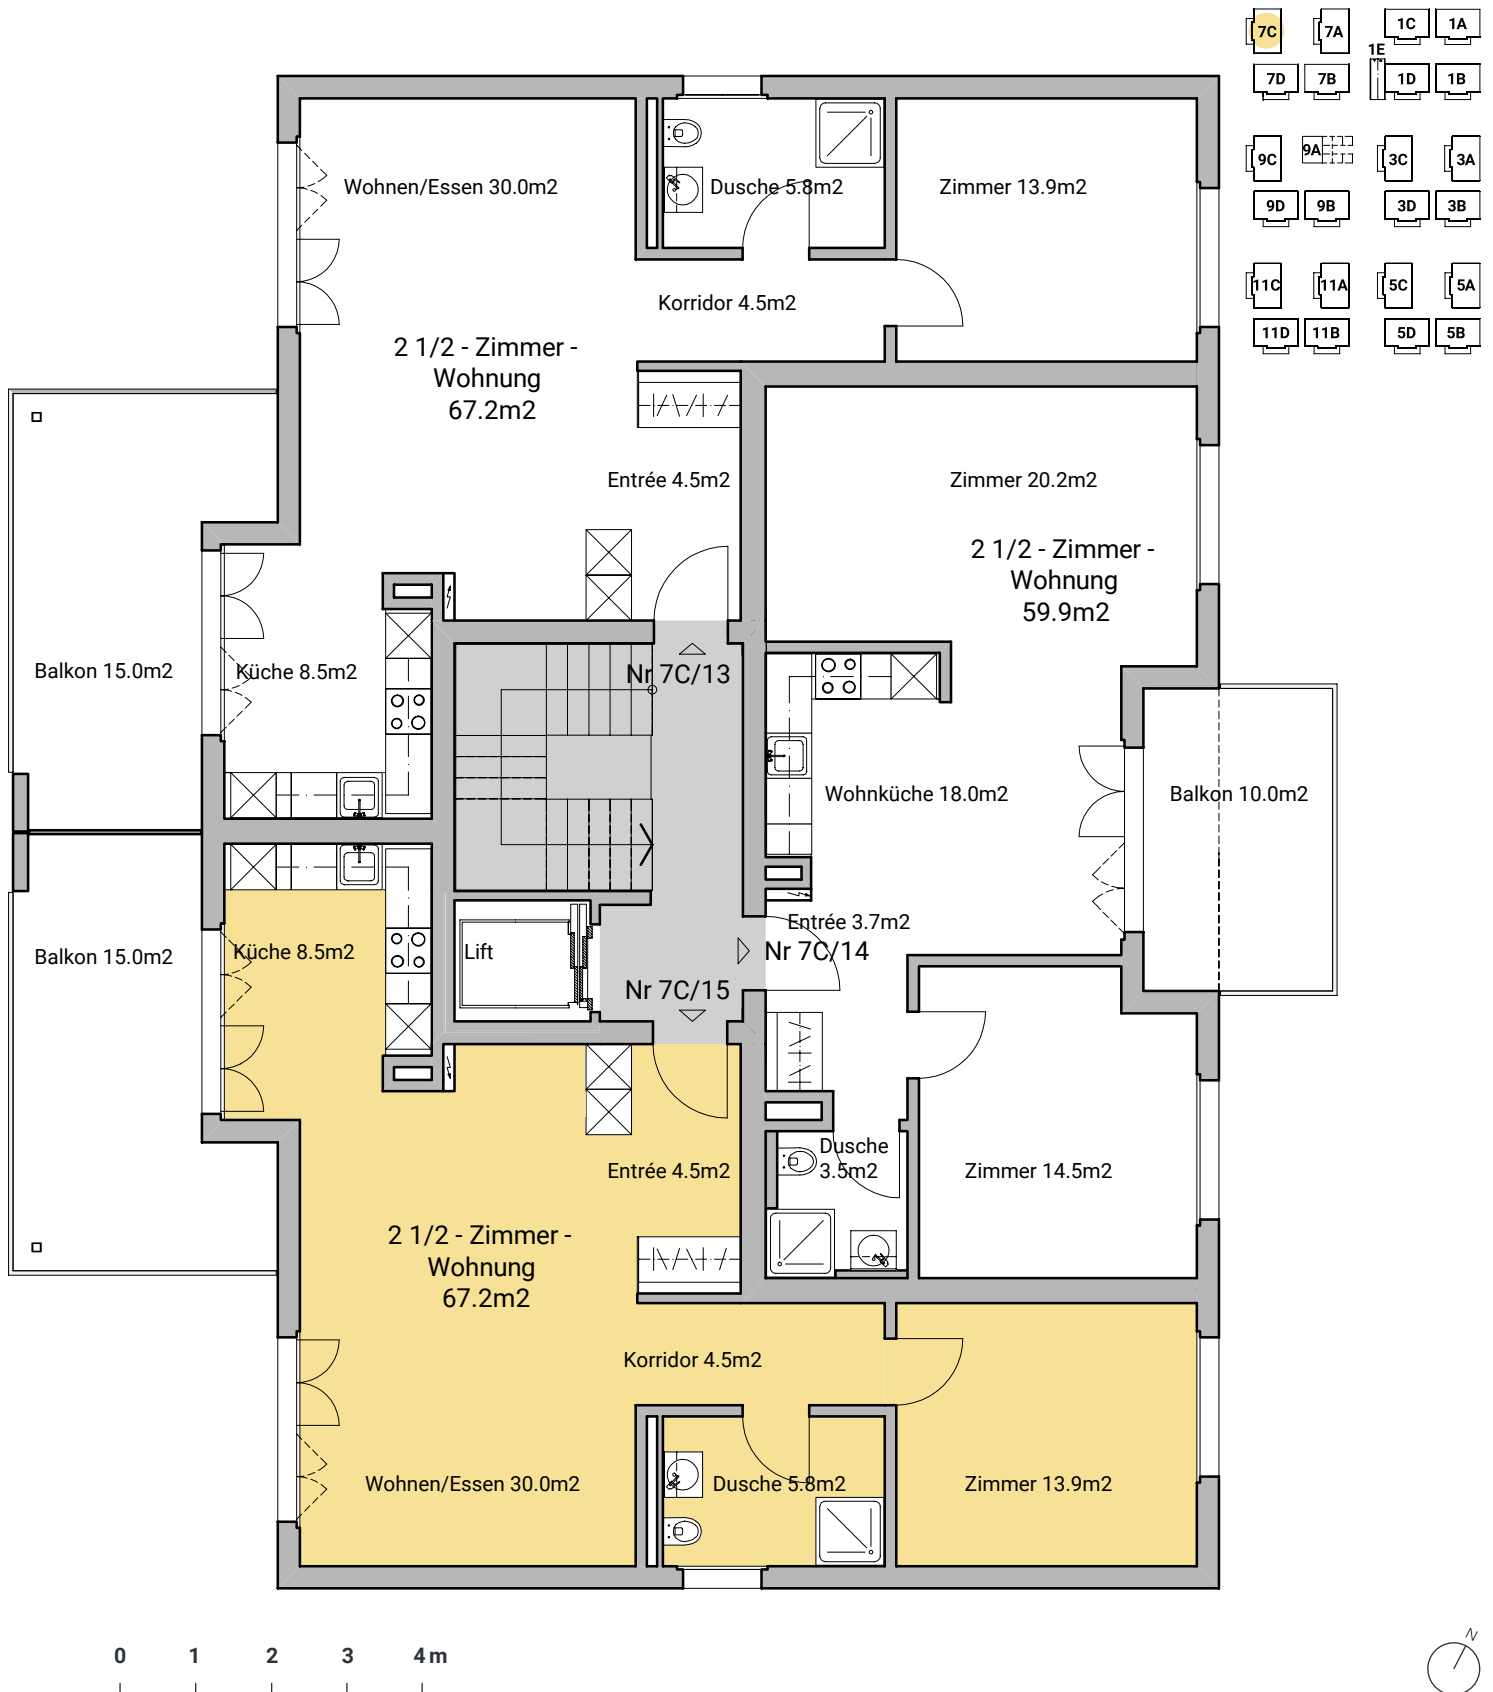 7C
7A
1C
1A
1E
7D
7B
1D
1B
9C
9A
3C
3A
9D
9B
3D
3B
11C
11A
5C
5A
11D
11B
5D
5B
Wohnen/Essen 30.0m2
Dusche 5.8m2
Zimmer 13.9m2
Korridor 4.5m2
2 1/2 - Zimmer -
Wohnung
67.2m2
Entrée 4.5m2
Zimmer 20.2m2
2 1/2 - Zimmer -
Wohnung
59.9m2
Balkon 15.0m2
Küche 8.5m2
Nr 7C/13
Wohnküche 18.0m2
Balkon 10.0m2
Entrée 3.7m2
Nr 7C/14
Balkon 15.0m2
Küche 8.5m2
Lift
Nr 7C/15
Dusche
3.5m2
Entrée 4.5m2
Zimmer 14.5m2
2 1/2 - Zimmer -
Wohnung
67.2m2
Korridor 4.5m2
Wohnen/Essen 30.0m2
Dusche 5.8m2
Zimmer 13.9m2
0 1 2 3 4 m
N